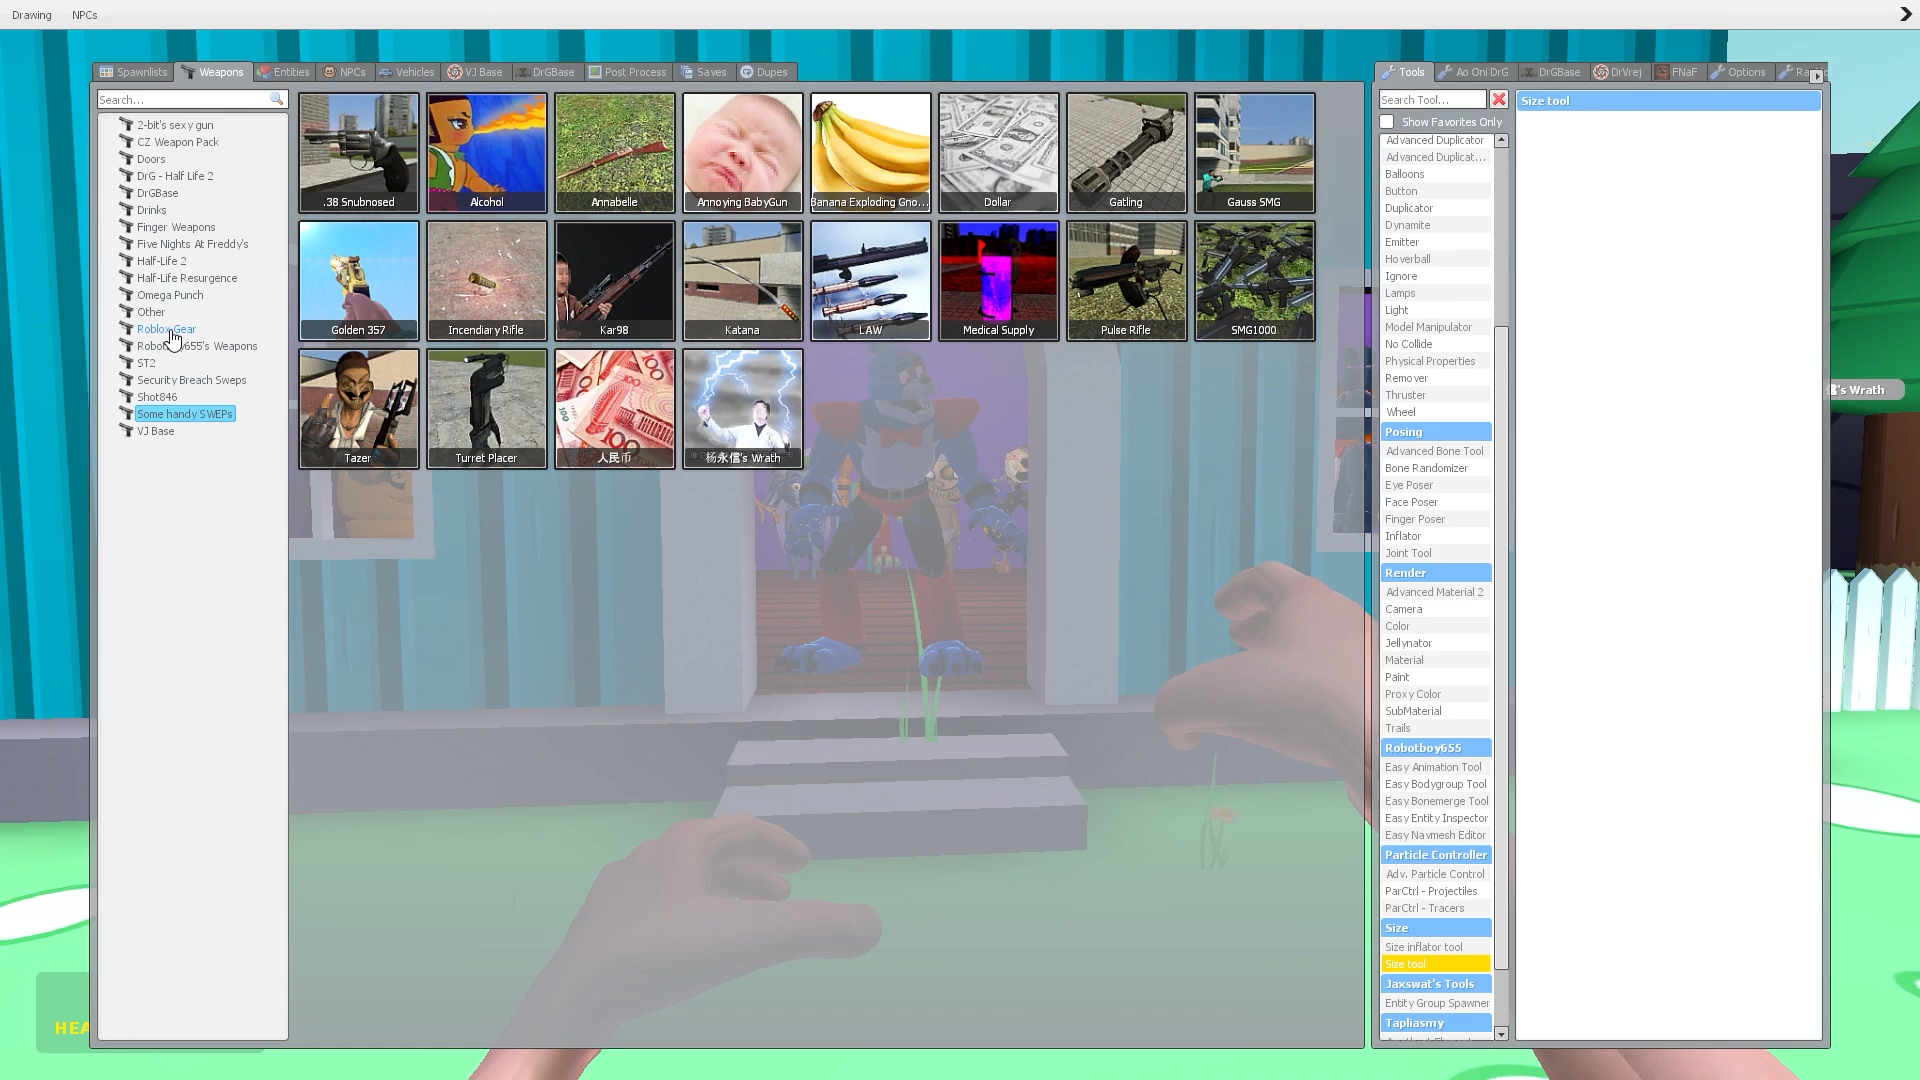 Drawing NPCs
Spawnlists Weapons Entities NPCs Vehicles VJ Base DrGBase Post Process Saves Dupes
Search...
2-bit's sexy gun
CZ Weapon Pack
Doors
DrG - Half Life 2
DrGBase
Drinks
Finger Weapons
Five Nights At Freddy's
Half-Life 2
Half-Life Resurgence
Omega Punch
Other
Roblox Gear
Robotboy655's Weapons
ST2
Security Breach Sweps
Shot846
Some handy SWEPs
VJ Base
.38 Snubnosed Alcohol Annabelle Annoying BabyGun Banana Exploding Gno... Dollar Gatling Gauss SMG
Golden 357 Incendiary Rifle Kar98 Katana LAW Medical Supply Pulse Rifle SMG1000
Tazer Turret Placer 人民币 杨永信's Wrath
Tools Ao Oni DrG DrGBase DrVrej FNaF Options
Search Tool...
Show Favorites Only
Advanced Duplicator
Advanced Duplicat...
Balloons
Button
Duplicator
Dynamite
Emitter
Hoverball
Ignore
Lamps
Light
Model Manipulator
No Collide
Physical Properties
Remover
Thruster
Wheel
Posing
Advanced Bone Tool
Bone Randomizer
Eye Poser
Face Poser
Finger Poser
Inflator
Joint Tool
Render
Advanced Material 2
Camera
Color
Jellynator
Material
Paint
Proxy Color
SubMaterial
Trails
Robotboy655
Easy Animation Tool
Easy Bodygroup Tool
Easy Bonemerge Tool
Easy Entity Inspector
Easy Navmesh Editor
Particle Controller
Adv. Particle Control
ParCtrl - Projectiles
ParCtrl - Tracers
Size
Size inflator tool
Size tool
Jaxswat's Tools
Entity Group Spawner
Tapliasmy
Size tool
信's Wrath
HEA